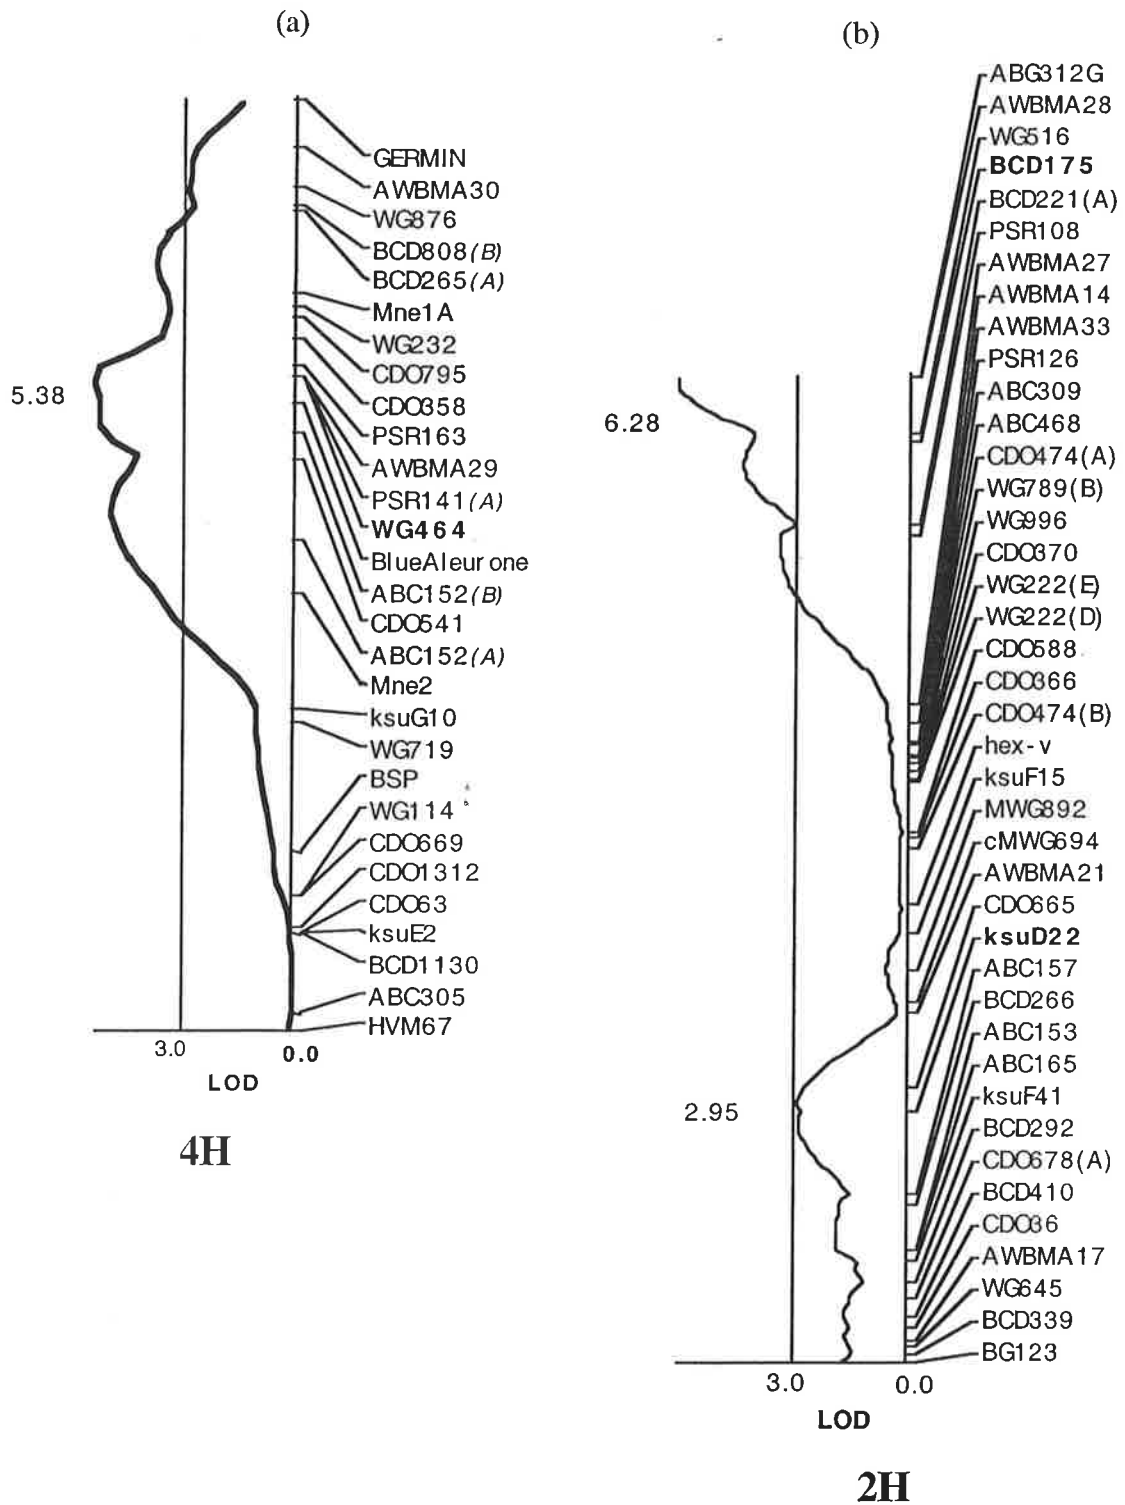 (a)
GERMIN
AWBMA30
WG876
BCD808(B)
BCD265(A)
Mne1A
WG232
CDO795
5.38
CDO358
PSR163
AWBMA29
PSR141(A)
WG464
BlueAleurone
ABC152(B)
CDO541
ABC152(A)
Mne2
ksuG10
WG719
BSP
WG114
CDO669
CDO1312
CDO63
ksuE2
BCD1130
ABC305
HVM67
3.0 0.0
LOD
4H
(b)
ABG312G
AWBMA28
WG516
BCD175
BCD221(A)
PSR108
AWBMA27
AWBMA14
AWBMA33
PSR126
ABC309
6.28
ABC468
CDO474(A)
WG789(B)
WG996
CDO370
WG222(E)
WG222(D)
CDO588
CDO366
CDO474(B)
hex-v
ksuF15
MWG892
cMWG694
AWBMA21
CDO665
ksuD22
ABC157
BCD266
ABC153
ABC165
ksuF41
2.95
BCD292
CDO678(A)
BCD410
CDO36
AWBMA17
WG645
BCD339
BG123
3.0 0.0
LOD
2H